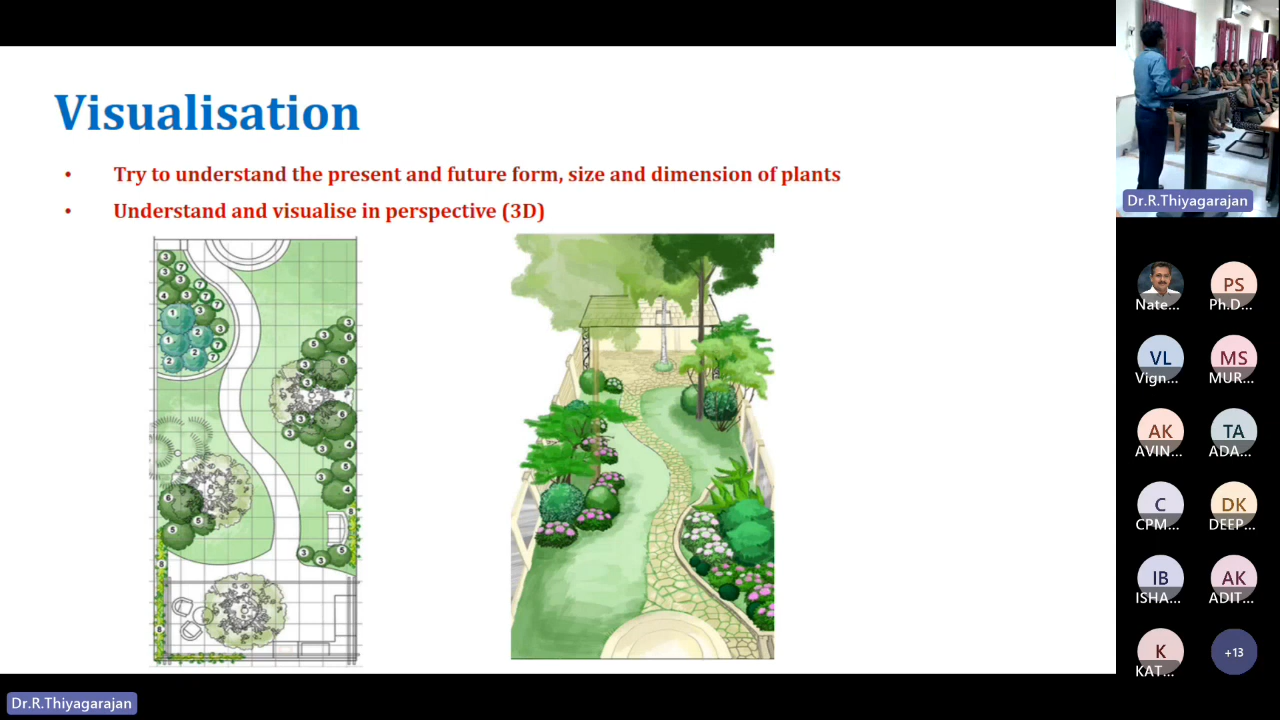 Visualisation
• Try to understand the present and future form, size and dimension of plants
• Understand and visualise in perspective (3D)
Dr.R.Thiyagarajan
Nate...
PS
Ph.D...
VL
Vign...
MS
MUR...
AK
AVIN...
TA
ADA...
C
CPM...
DK
DEEP...
IB
ISHA...
AK
ADIT...
K
KAT...
+13
Dr.R.Thiyagarajan